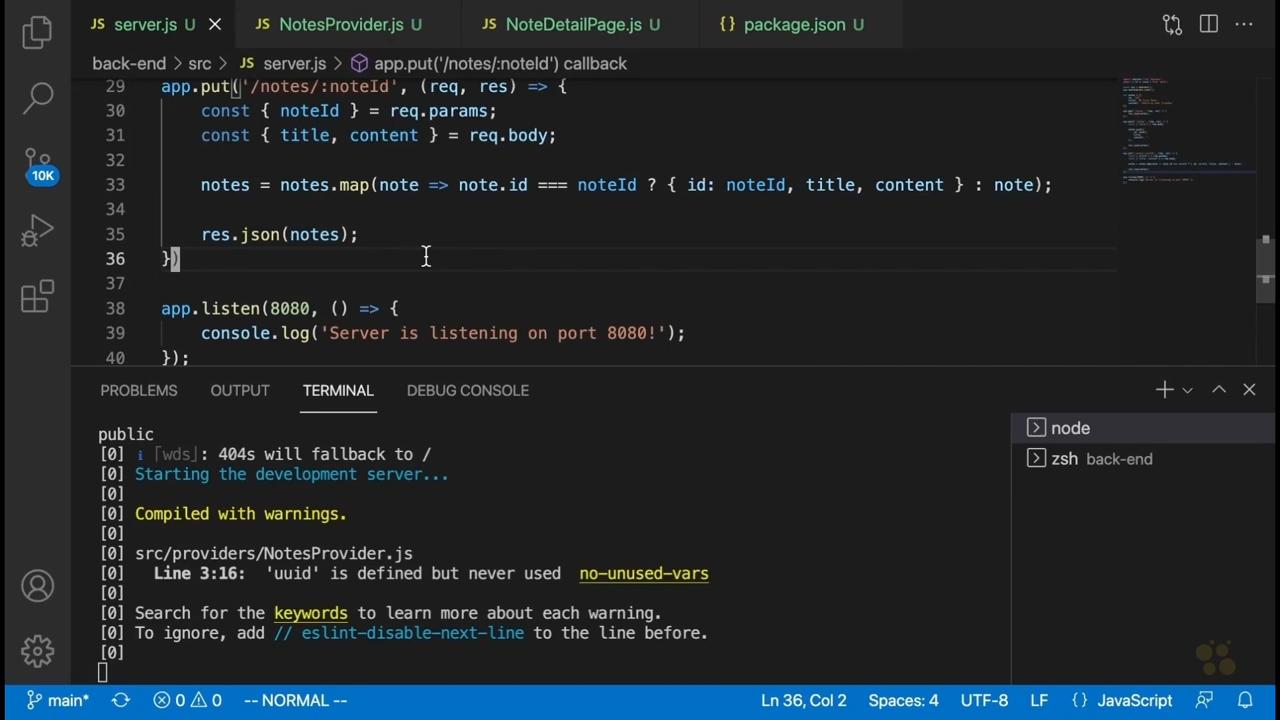 JS server.js U
JS NotesProvider.js U
JS NoteDetailPage.js U
{} package.json U
back-end > src > JS server.js > app.put('/notes/:noteId') callback
29 app.put('/notes/:noteId', (req, res) => {
30 const { noteId } = req.params;
31 const { title, content } = req.body;
32
33 notes = notes.map(note => note.id === noteId ? { id: noteId, title, content } : note);
34
35 res.json(notes);
36 })
37
38 app.listen(8080, () => {
39 console.log('Server is listening on port 8080!');
40 });
10K
PROBLEMS OUTPUT TERMINAL DEBUG CONSOLE
public
[0] i 「wds」: 404s will fallback to /
[0] Starting the development server...
[0]
[0] Compiled with warnings.
[0]
[0] src/providers/NotesProvider.js
[0] Line 3:16: 'uuid' is defined but never used no-unused-vars
[0]
[0] Search for the keywords to learn more about each warning.
[0] To ignore, add // eslint-disable-next-line to the line before.
[0]
node
zsh back-end
main* 0 0 -- NORMAL -- Ln 36, Col 2 Spaces: 4 UTF-8 LF {} JavaScript